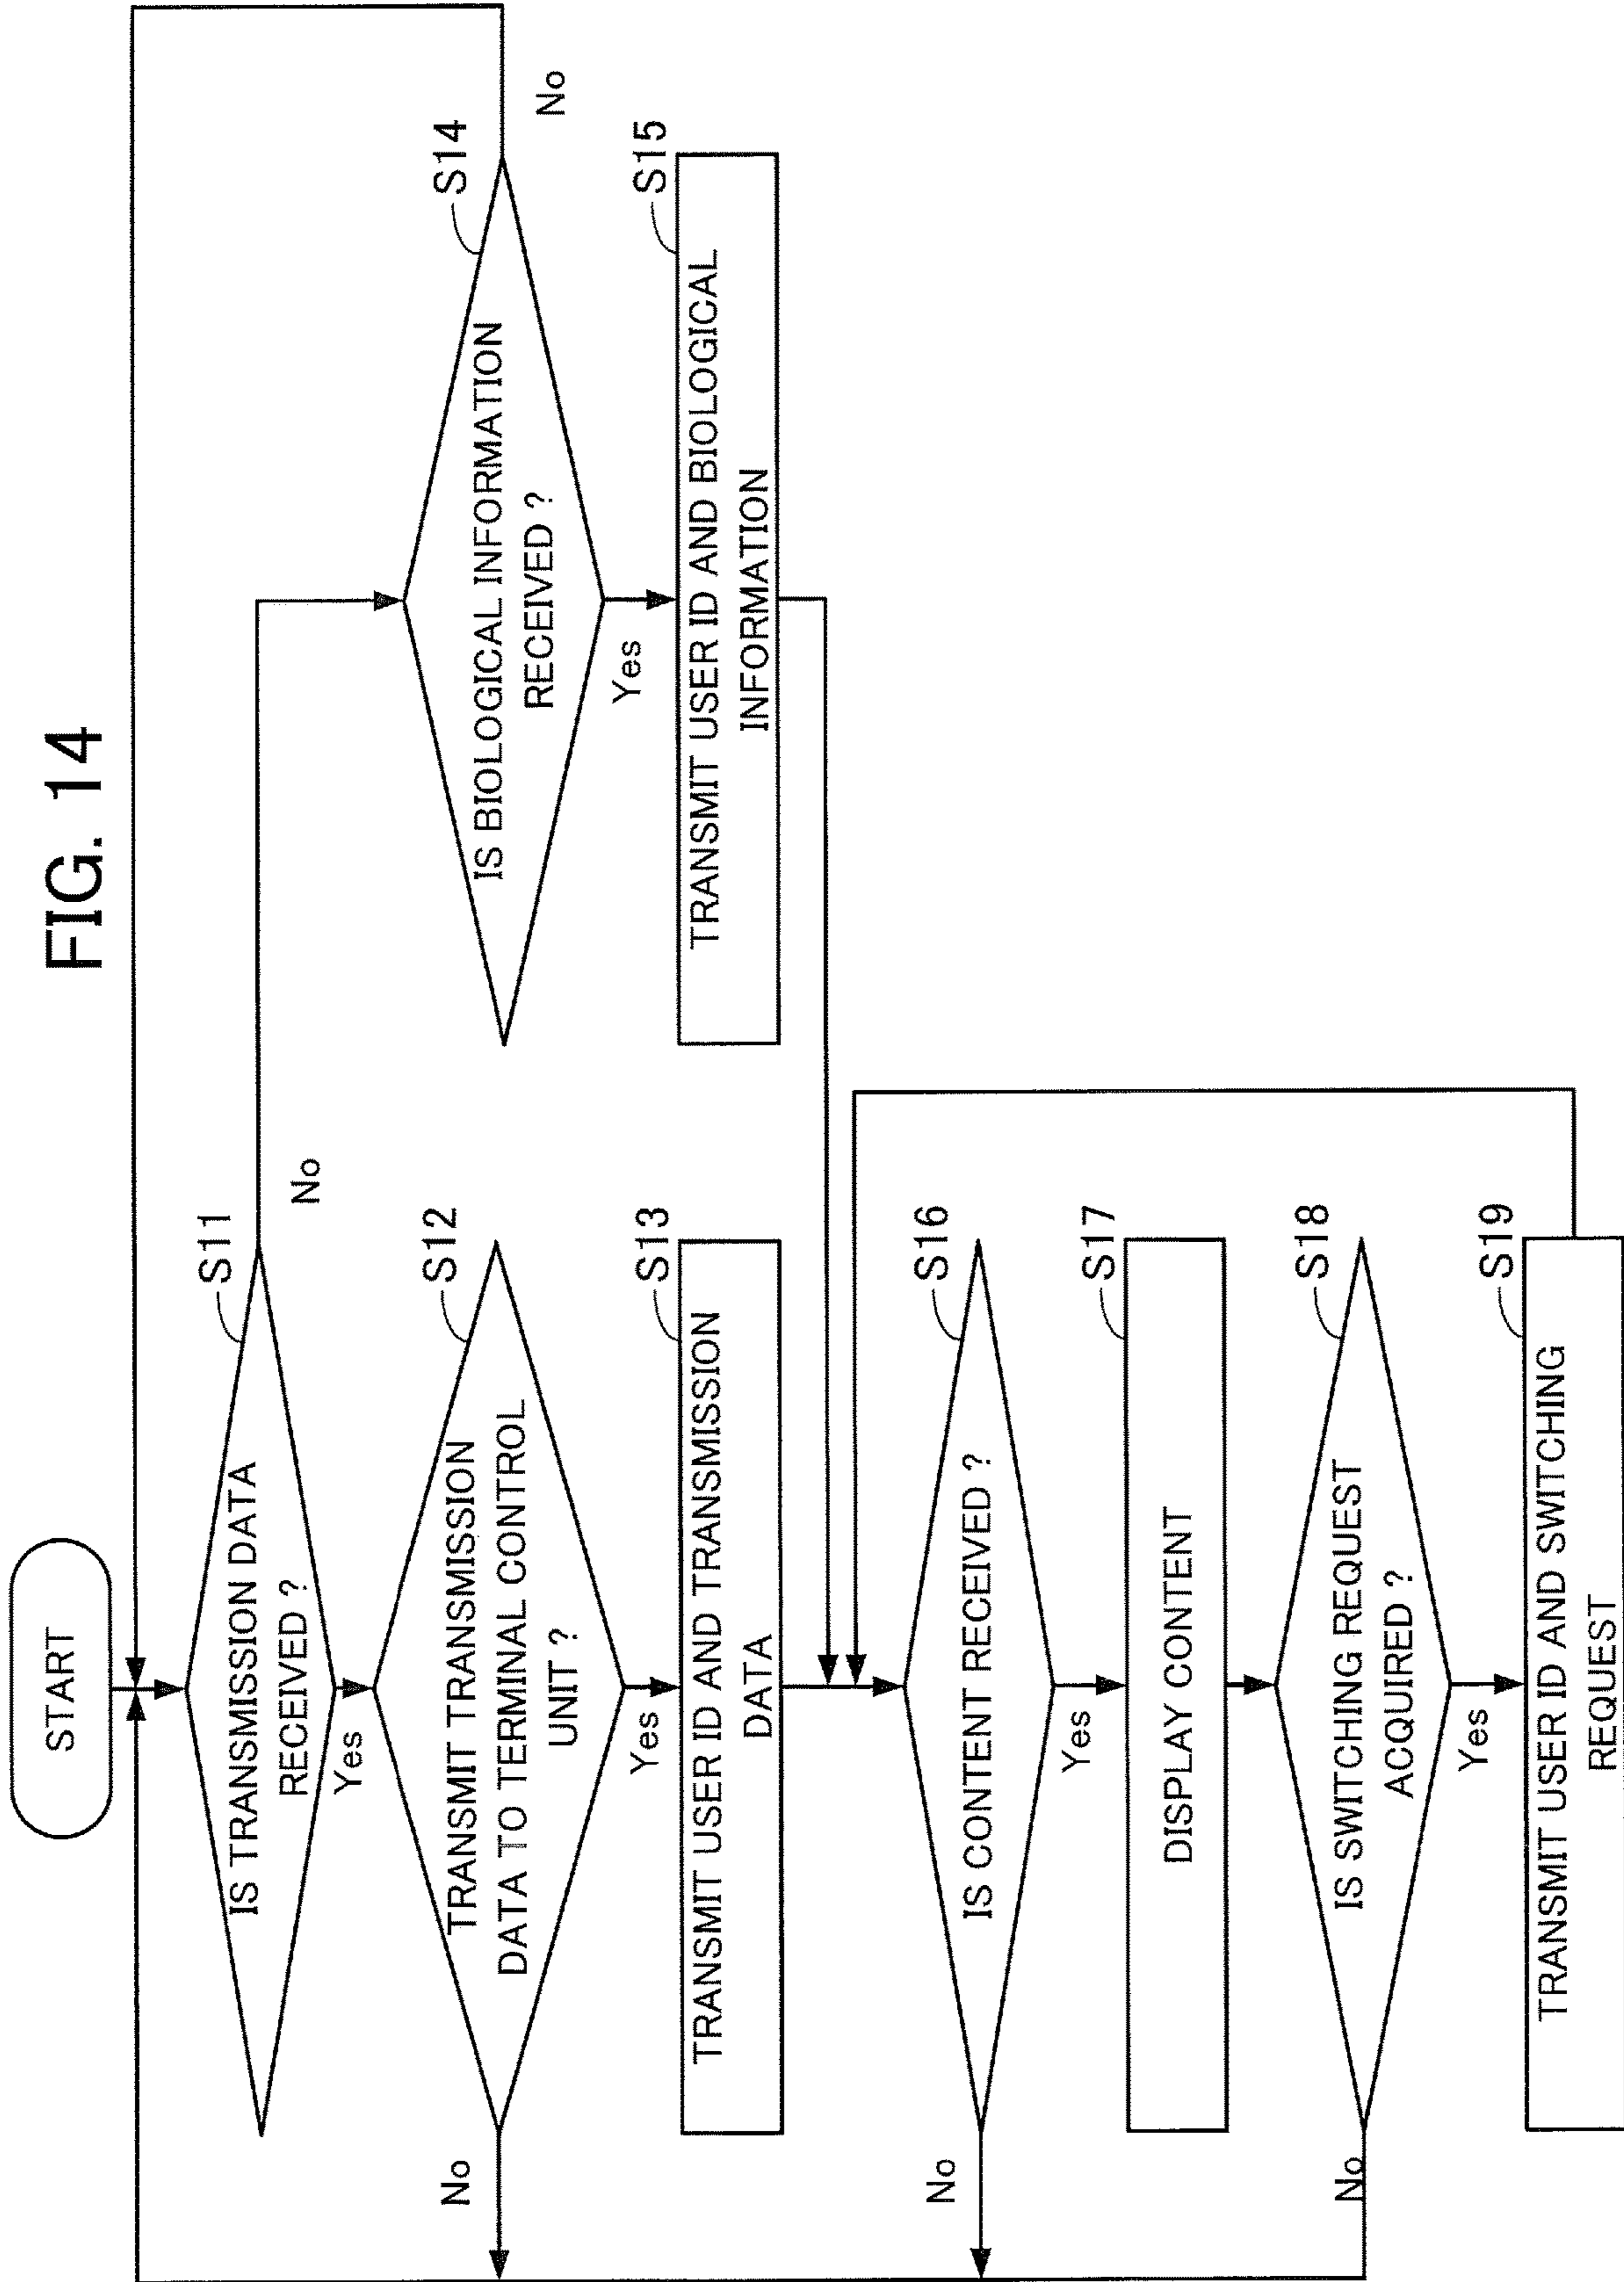 FIG. 14
START
S11
IS TRANSMISSION DATA
RECEIVED ?
No
Yes
S12
TRANSMIT TRANSMISSION
DATA TO TERMINAL CONTROL
UNIT ?
No
Yes
S13
TRANSMIT USER ID AND TRANSMISSION
DATA
S14
IS BIOLOGICAL INFORMATION
RECEIVED ?
No
Yes
S15
TRANSMIT USER ID AND BIOLOGICAL
INFORMATION
S16
IS CONTENT RECEIVED ?
No
Yes
S17
DISPLAY CONTENT
S18
IS SWITCHING REQUEST
ACQUIRED ?
No
Yes
S19
TRANSMIT USER ID AND SWITCHING
REQUEST